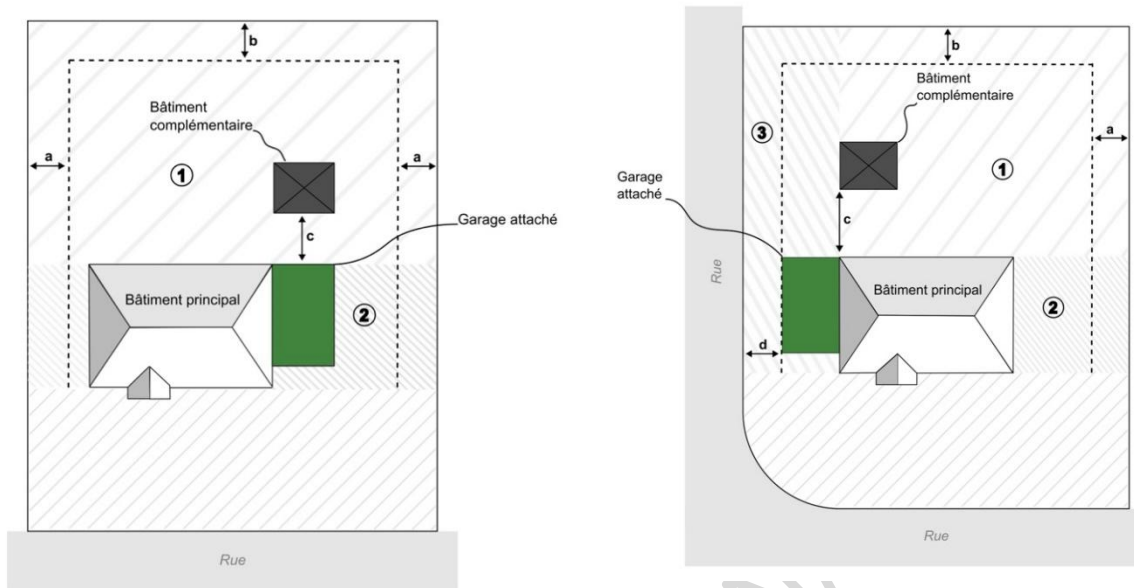 b
Bâtiment
complémentaire
a
a
①
c
Garage attaché
Bâtiment principal
②
Rue
b
Bâtiment
complémentaire
③
a
①
Garage
attaché
c
Rue
Bâtiment principal
②
d
Rue